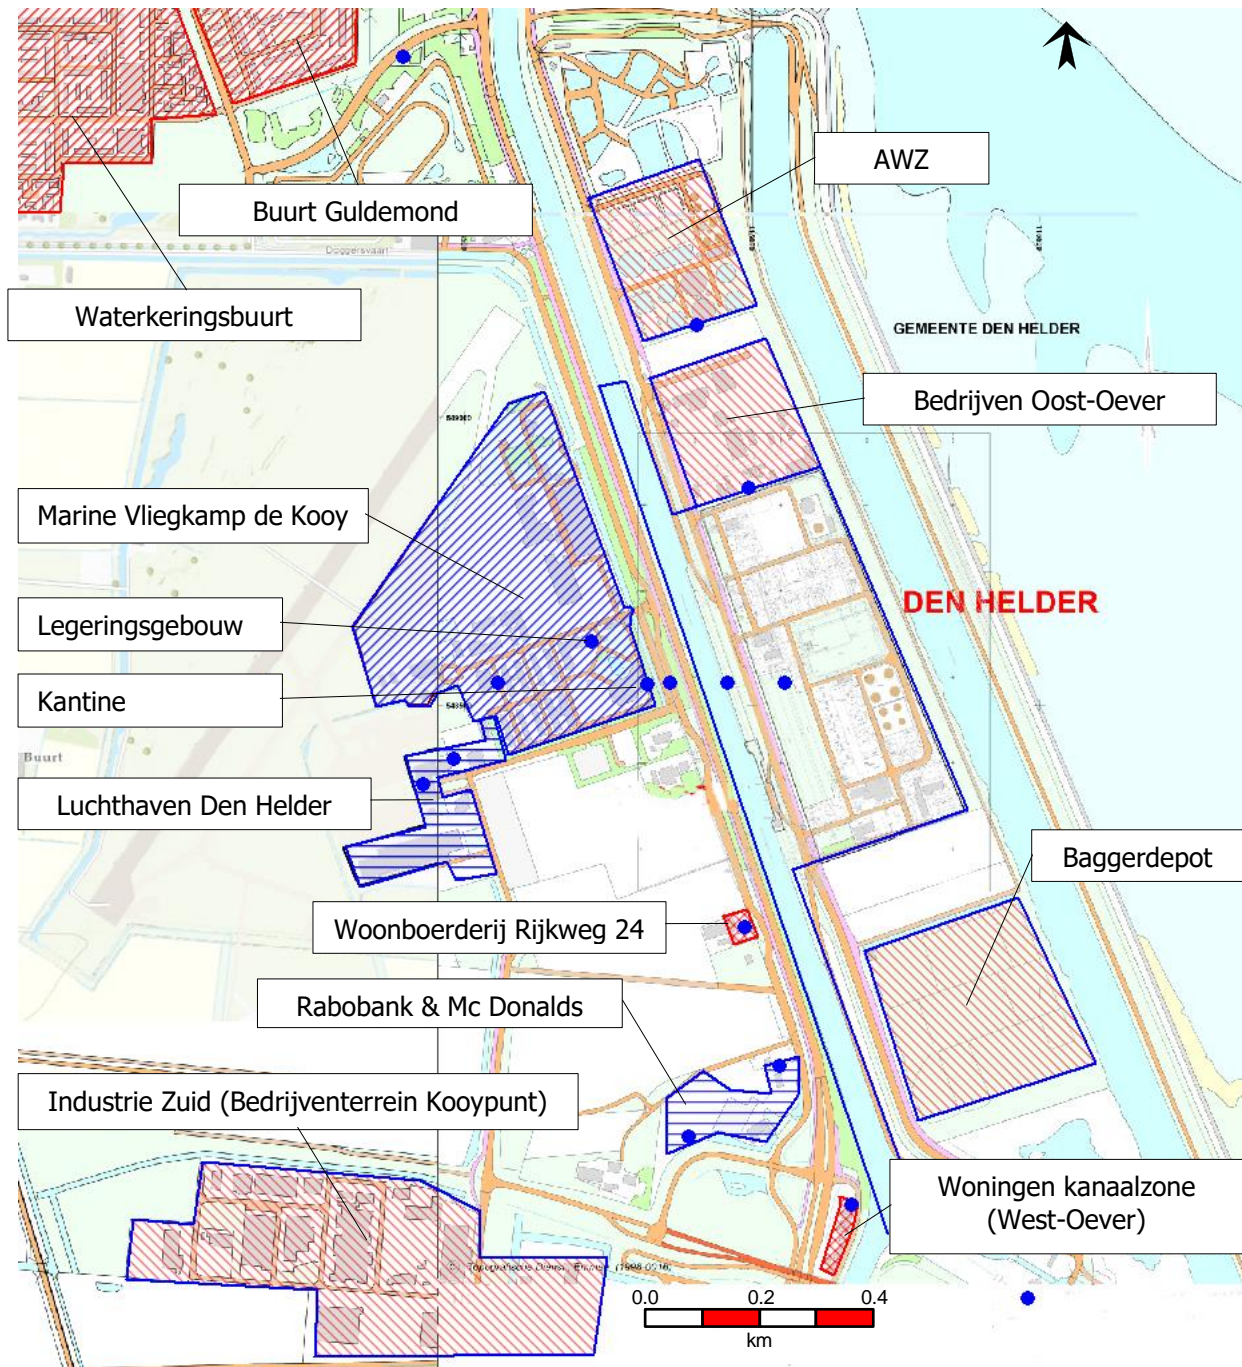 AWZ
Buurt Guldemond
Doggersvaart
Waterkeringsbuurt
GEMEENTE DEN HELDER
Bedrijven Oost-Oever
Marine Vliegkamp de Kooy
DEN HELDER
Legeringsgebouw
Kantine
Buurt
Luchthaven Den Helder
Baggerdepot
Woonboerderij Rijkweg 24
Rabobank & Mc Donalds
Industrie Zuid (Bedrijventerrein Kooypunt)
Woningen kanaalzone
(West-Oever)
0.0 0.2 0.4
km